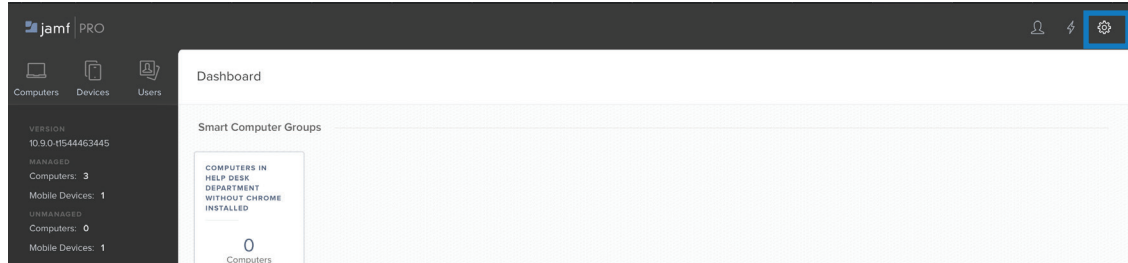 jamf PRO
Computers Devices Users
Dashboard
VERSION
10.9.0-t1544463445
MANAGED
Computers: 3
Mobile Devices: 1
UNMANAGED
Computers: 0
Mobile Devices: 1
Smart Computer Groups
COMPUTERS IN
HELP DESK
DEPARTMENT
WITHOUT CHROME
INSTALLED
0
Computers